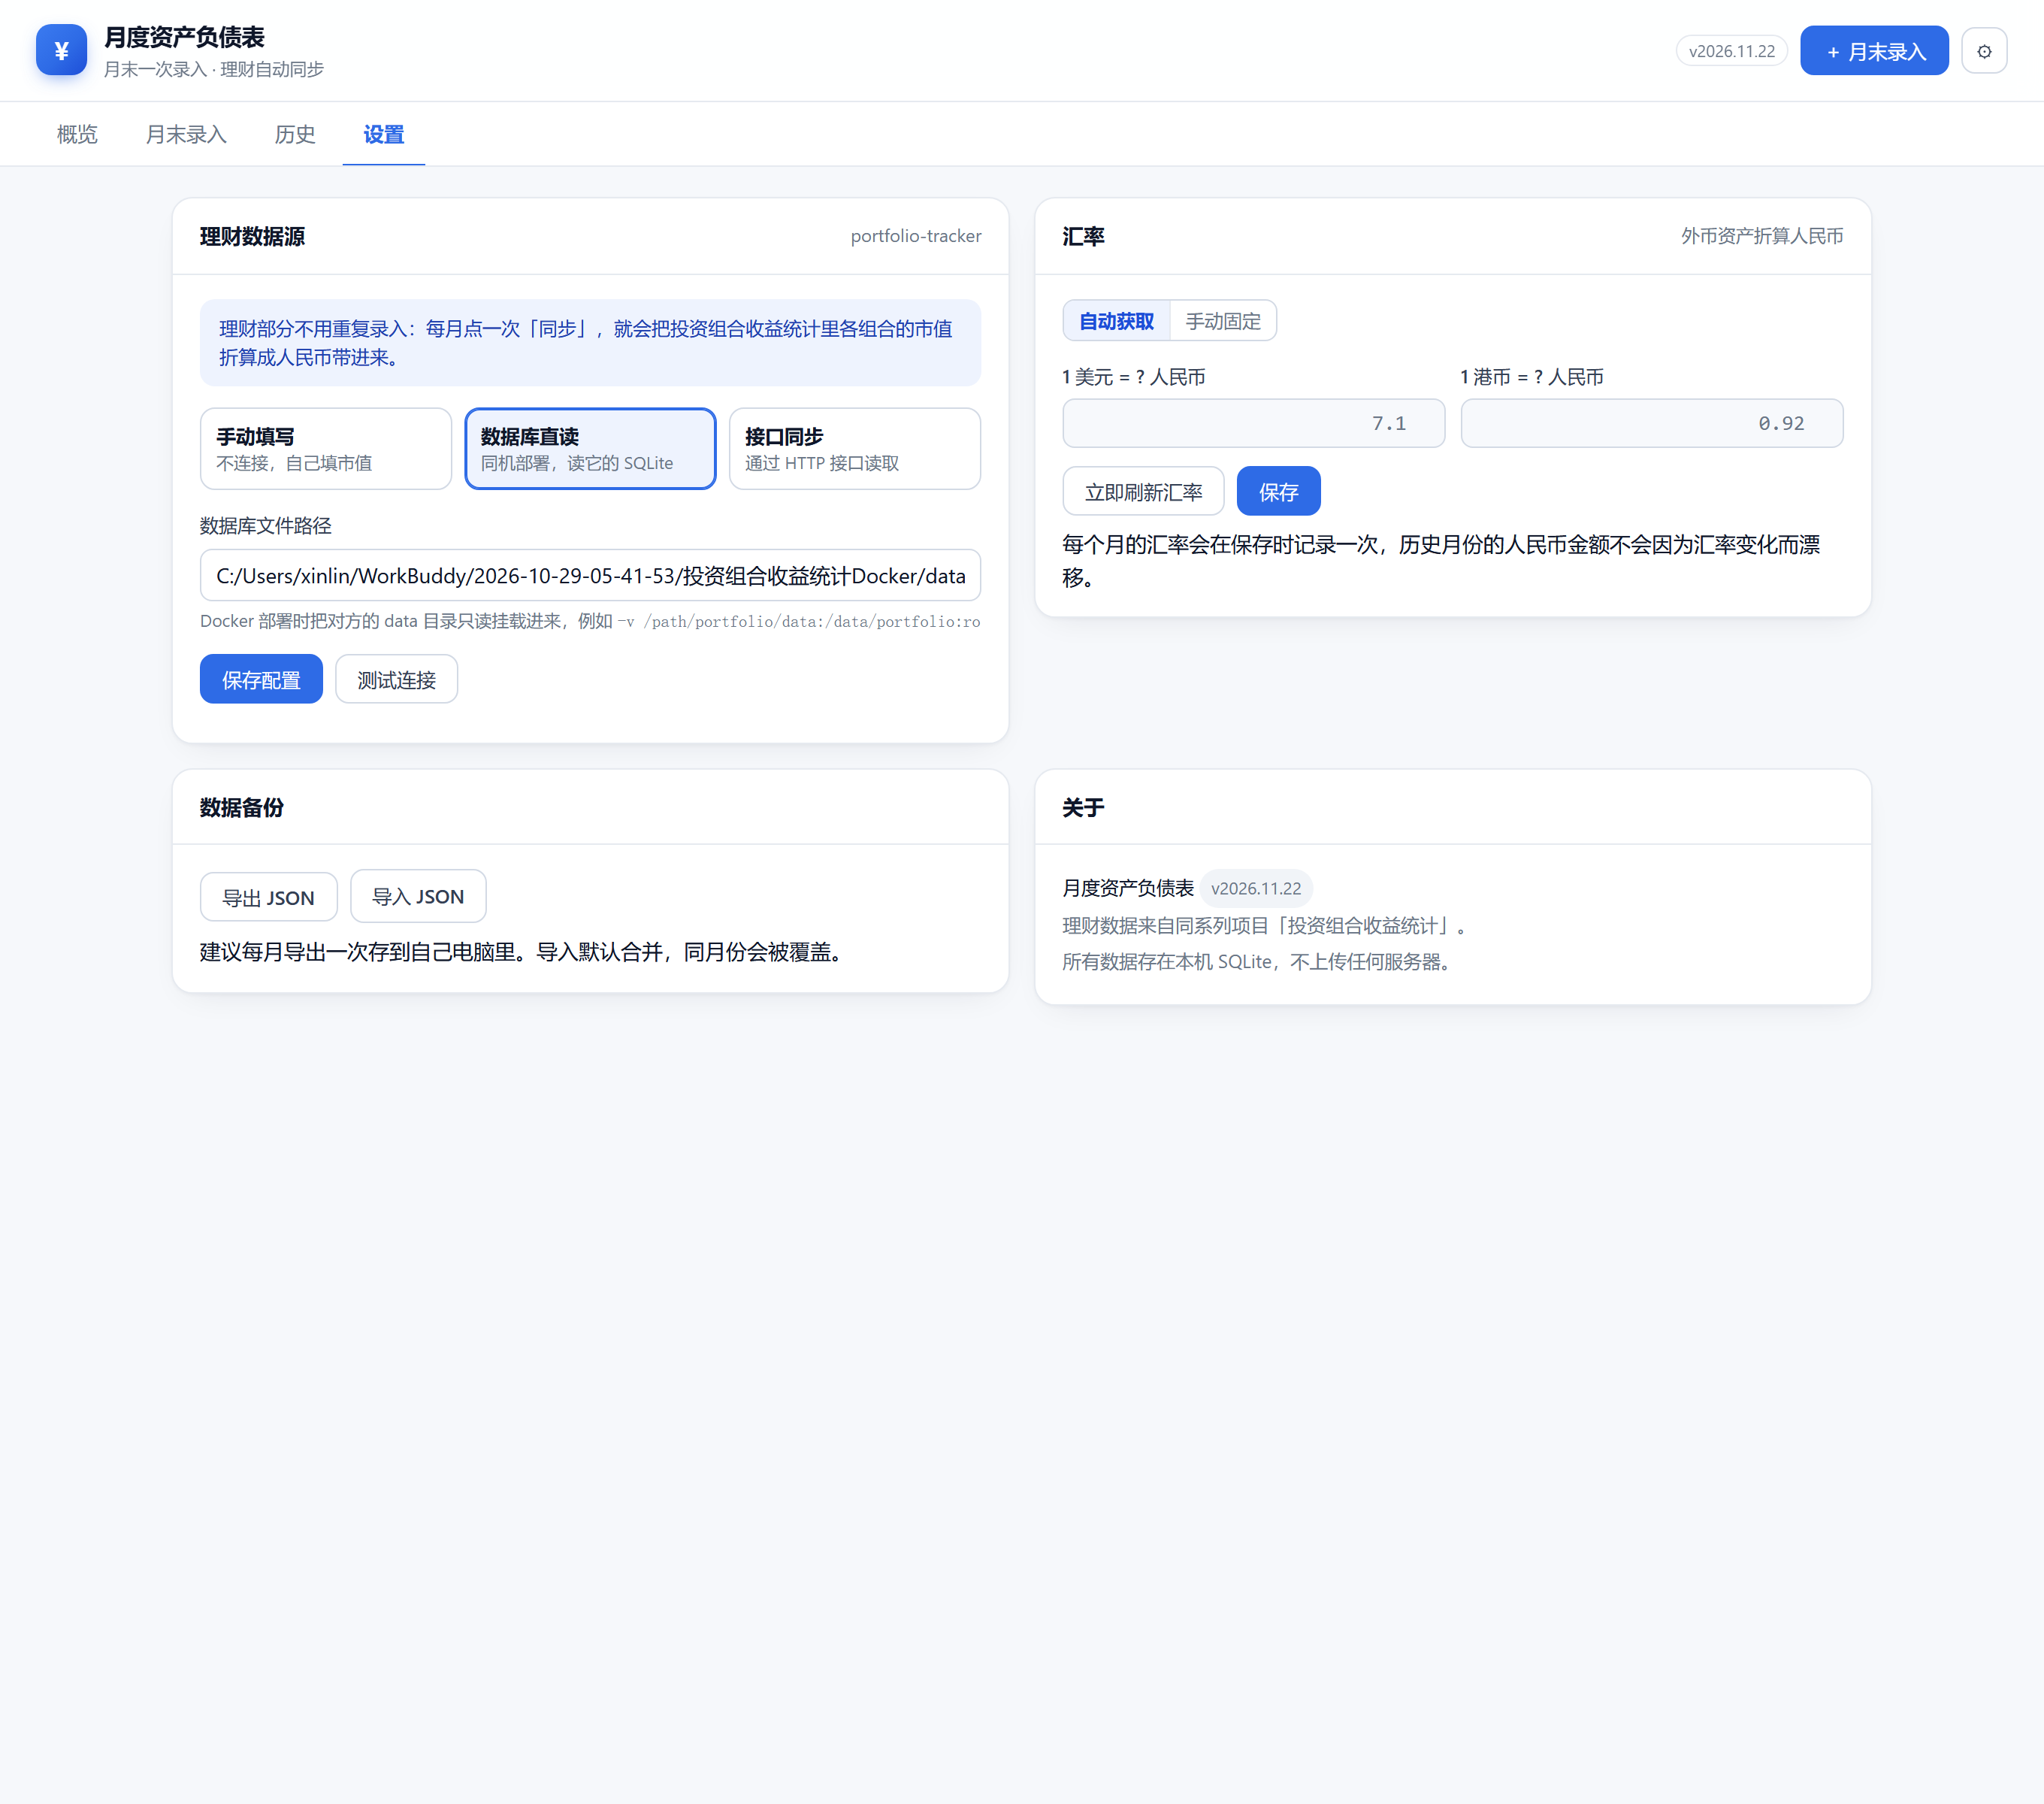 ¥
月度资产负债表
月末一次录入 · 理财自动同步
v2026.11.22
+ 月末录入
概览
月末录入
历史
设置
理财数据源
portfolio-tracker
理财部分不用重复录入：每月点一次「同步」，就会把投资组合收益统计里各组合的市值
折算成人民币带进来。
手动填写
不连接，自己填市值
数据库直读
同机部署，读它的 SQLite
接口同步
通过 HTTP 接口读取
数据库文件路径
C:/Users/xinlin/WorkBuddy/2026-10-29-05-41-53/投资组合收益统计Docker/data
Docker 部署时把对方的 data 目录只读挂载进来，例如 -v /path/portfolio/data:/data/portfolio:ro
保存配置
测试连接
汇率
外币资产折算人民币
自动获取
手动固定
1 美元 = ? 人民币
1 港币 = ? 人民币
7.1
0.92
立即刷新汇率
保存
每个月的汇率会在保存时记录一次，历史月份的人民币金额不会因为汇率变化而漂
移。
数据备份
导出 JSON
导入 JSON
建议每月导出一次存到自己电脑里。导入默认合并，同月份会被覆盖。
关于
月度资产负债表 v2026.11.22
理财数据来自同系列项目「投资组合收益统计」。
所有数据存在本机 SQLite，不上传任何服务器。